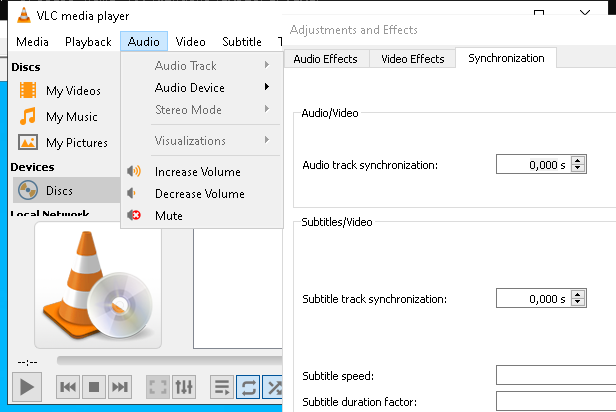 VLC media player
Media Playback Audio Video Subtitle T
Discs
My Videos
My Music
My Pictures
Devices
Discs
Local Network
Audio Track
Audio Device
Stereo Mode
Visualizations
Increase Volume
Decrease Volume
Mute
--:--
Adjustments and Effects
Audio Effects Video Effects Synchronization
Audio/Video
Audio track synchronization: 0,000 s
Subtitles/Video
Subtitle track synchronization: 0,000 s
Subtitle speed:
Subtitle duration factor: